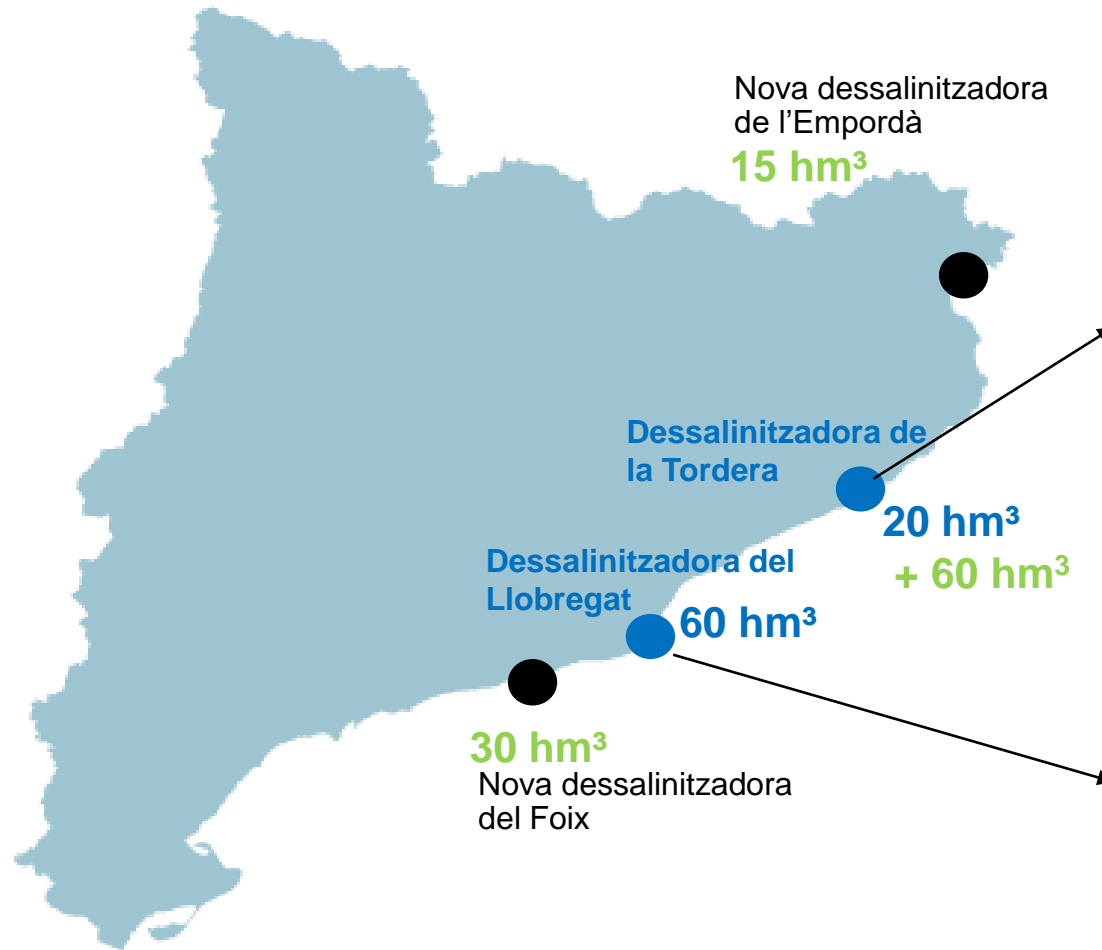 Nova dessalinitzadora
de l'Empordà
15 hm³
Dessalinitzadora de
la Tordera
20 hm³
+ 60 hm³
Dessalinitzadora del
Llobregat
60 hm³
30 hm³
Nova dessalinitzadora
del Foix